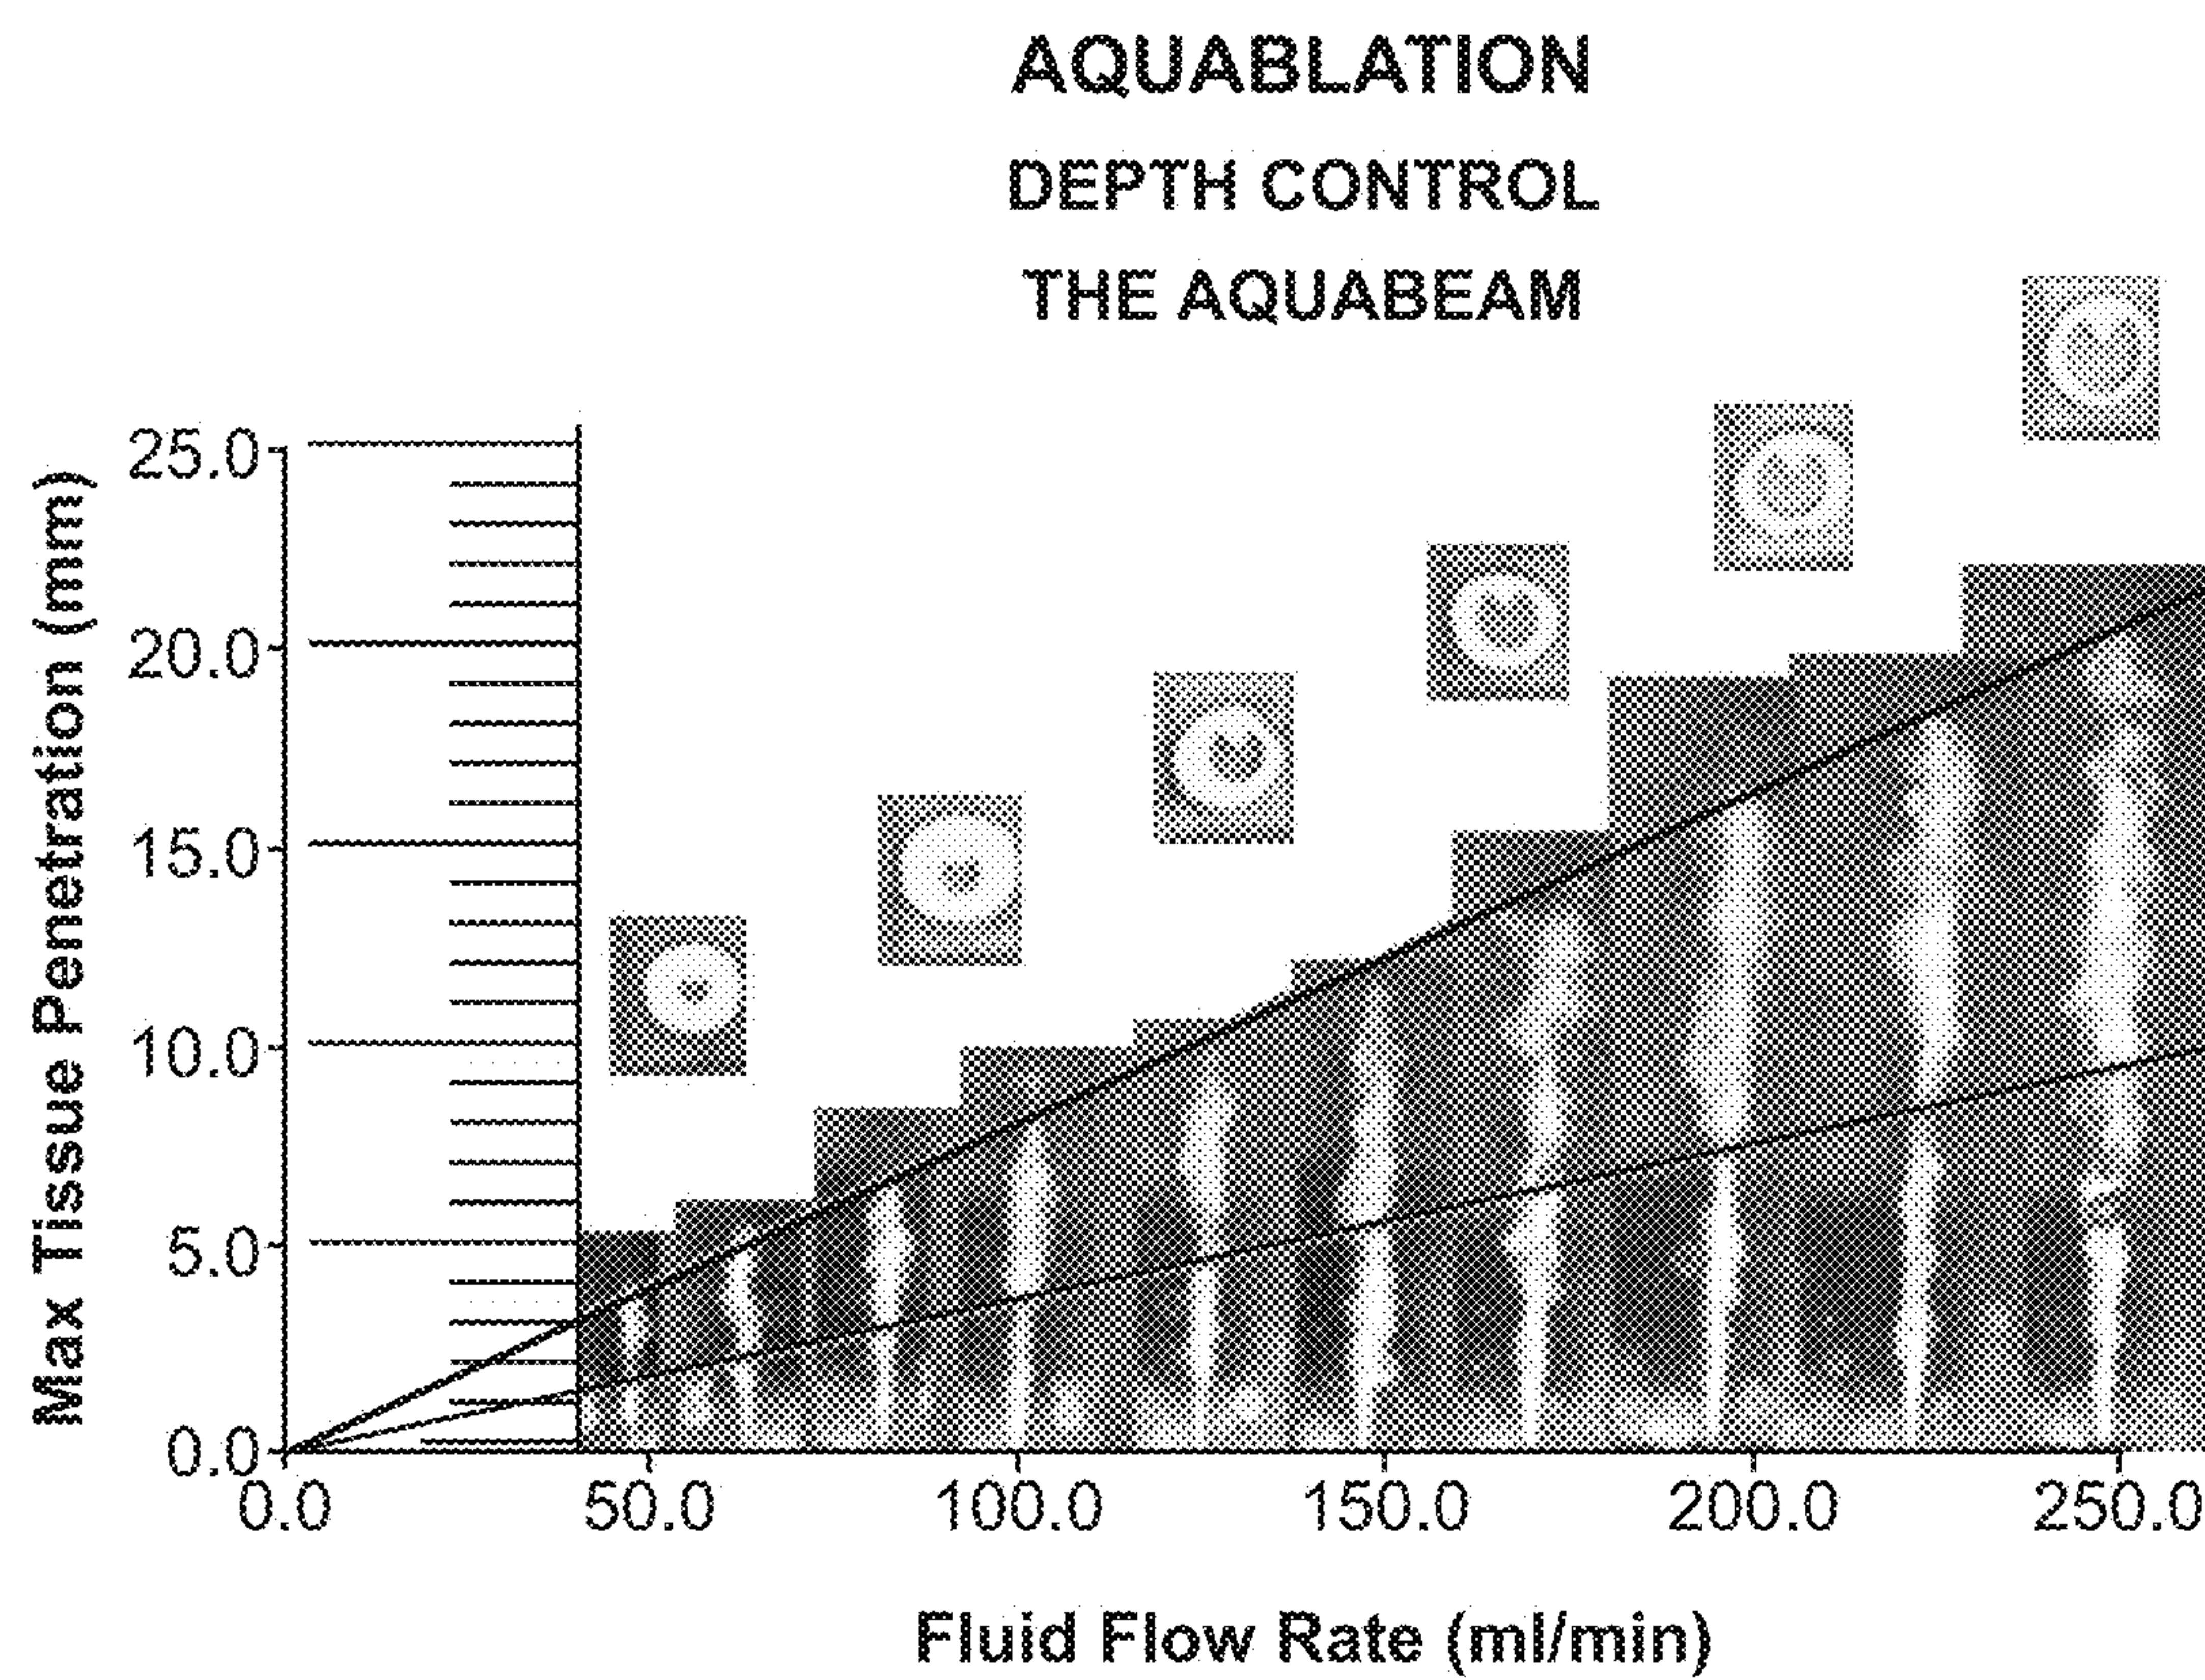 AQUABLATION
DEPTH CONTROL
THE AQUABEAM
Max Tissue Penetration (mm)
25.0
20.0
15.0
10.0
5.0
0.0
0.0 50.0 100.0 150.0 200.0 250.0
Fluid Flow Rate (ml/min)